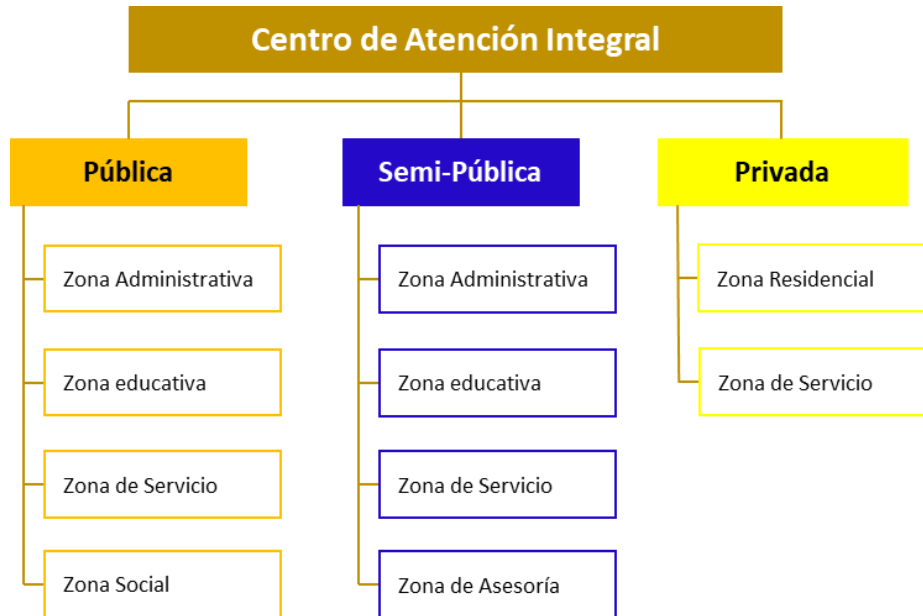 Centro de Atención Integral
Pública
Semi-Pública
Privada
Zona Administrativa
Zona Administrativa
Zona Residencial
Zona educativa
Zona educativa
Zona de Servicio
Zona de Servicio
Zona de Servicio
Zona Social
Zona de Asesoría